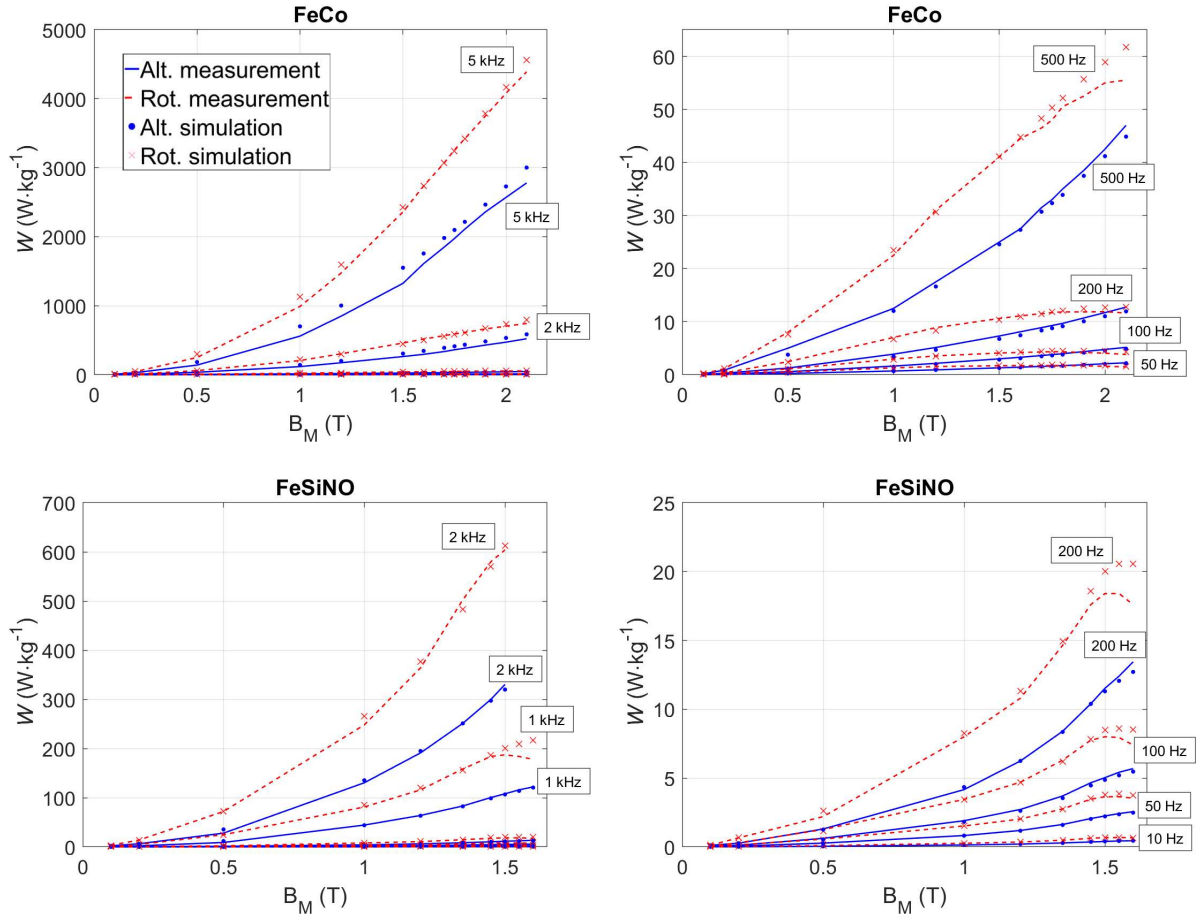 FeCo
5000
4000
3000
2000
1000
0
W (W·kg-1)
Alt. measurement
Rot. measurement
Alt. simulation
Rot. simulation
5 kHz
5 kHz
2 kHz
0 0.5 1 1.5 2
BM (T)
FeCo
60
50
40
30
20
10
0
W (W·kg-1)
500 Hz
500 Hz
200 Hz
100 Hz
50 Hz
0 0.5 1 1.5 2
BM (T)
FeSiNO
700
600
500
400
300
200
100
0
W (W·kg-1)
2 kHz
2 kHz
1 kHz
1 kHz
0 0.5 1 1.5
BM (T)
FeSiNO
25
20
15
10
5
0
W (W·kg-1)
200 Hz
200 Hz
100 Hz
50 Hz
10 Hz
0 0.5 1 1.5
BM (T)